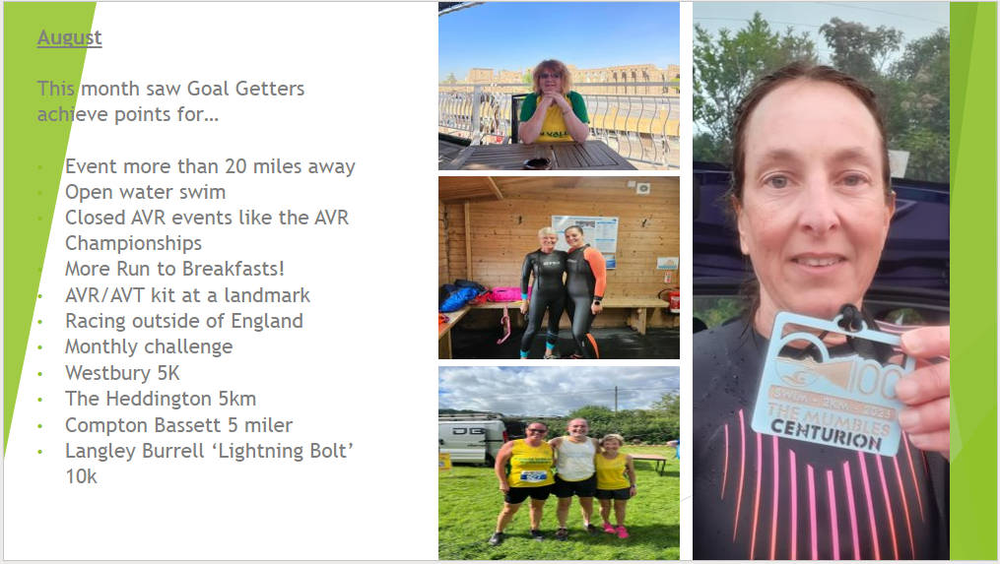 August
This month saw Goal Getters
achieve points for…
Event more than 20 miles away
Open water swim
Closed AVR events like the AVR
Championships
More Run to Breakfasts!
AVR/AVT kit at a landmark
Racing outside of England
Monthly challenge
Westbury 5K
The Heddington 5km
Compton Bassett 5 miler
Langley Burrell ‘Lightning Bolt’
10k
100
SWIM - 2KM - 2023
THE MUMBLES
CENTURION